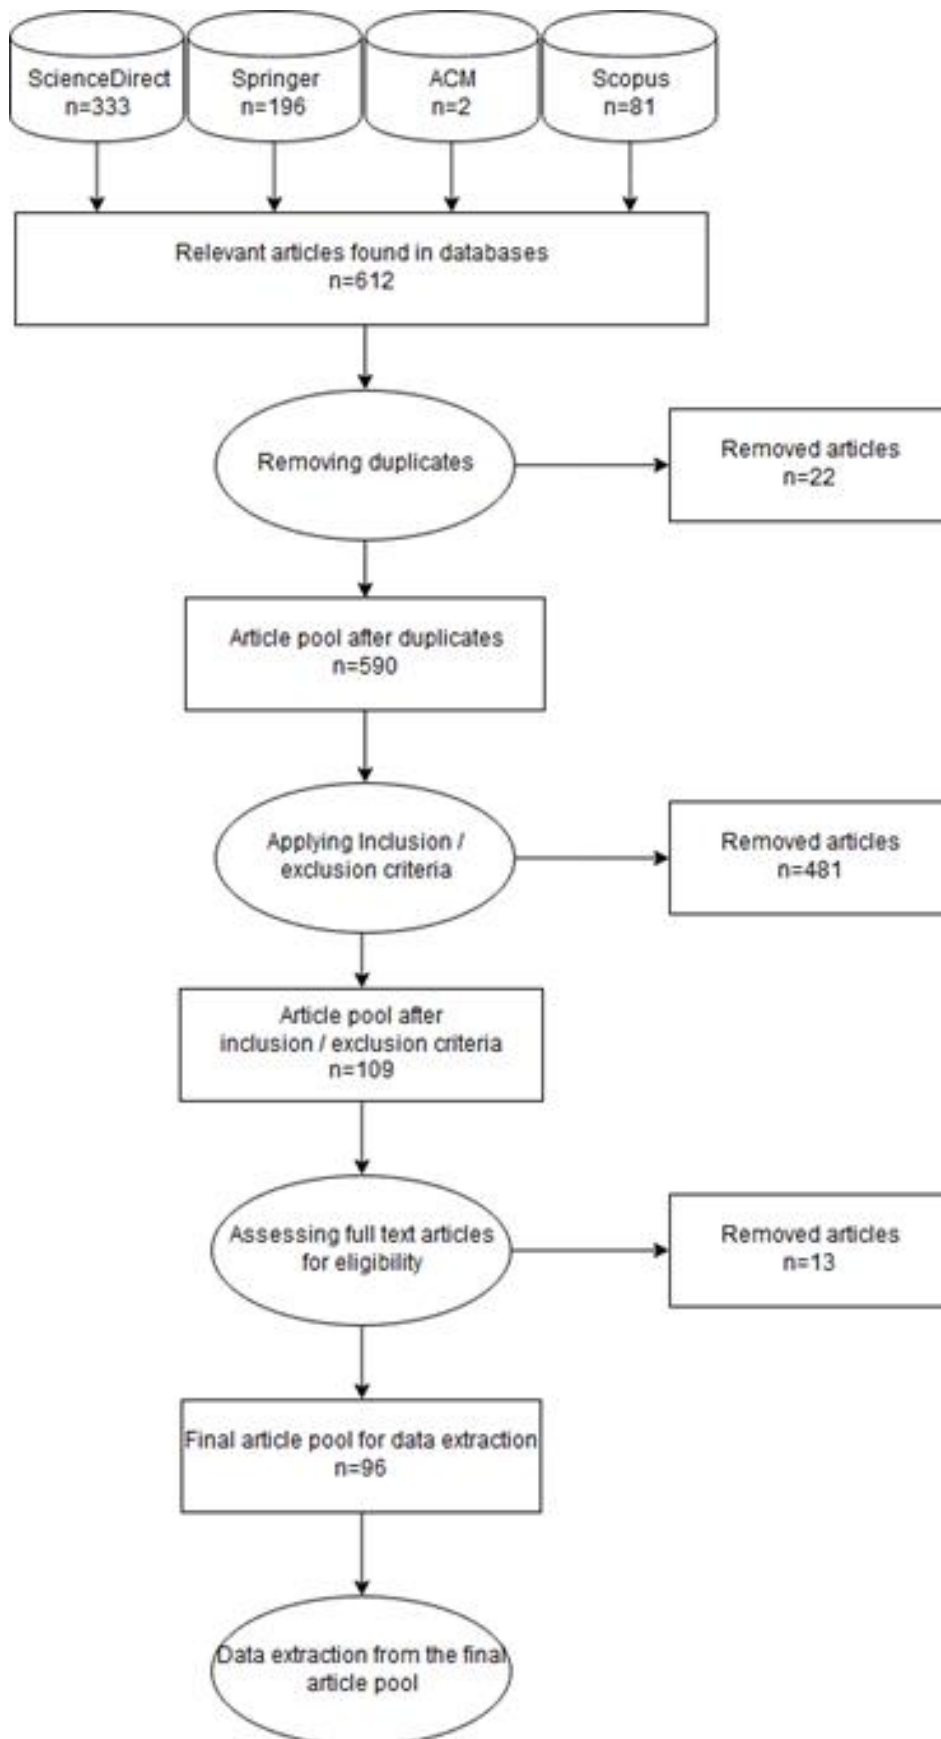 ScienceDirect
n=333
Springer
n=196
ACM
n=2
Scopus
n=81
Relevant articles found in databases
n=612
Removing duplicates
Removed articles
n=22
Article pool after duplicates
n=590
Applying Inclusion /
exclusion criteria
Removed articles
n=481
Article pool after
inclusion / exclusion criteria
n=109
Assessing full text articles
for eligibility
Removed articles
n=13
Final article pool for data extraction
n=96
Data extraction from the final
article pool